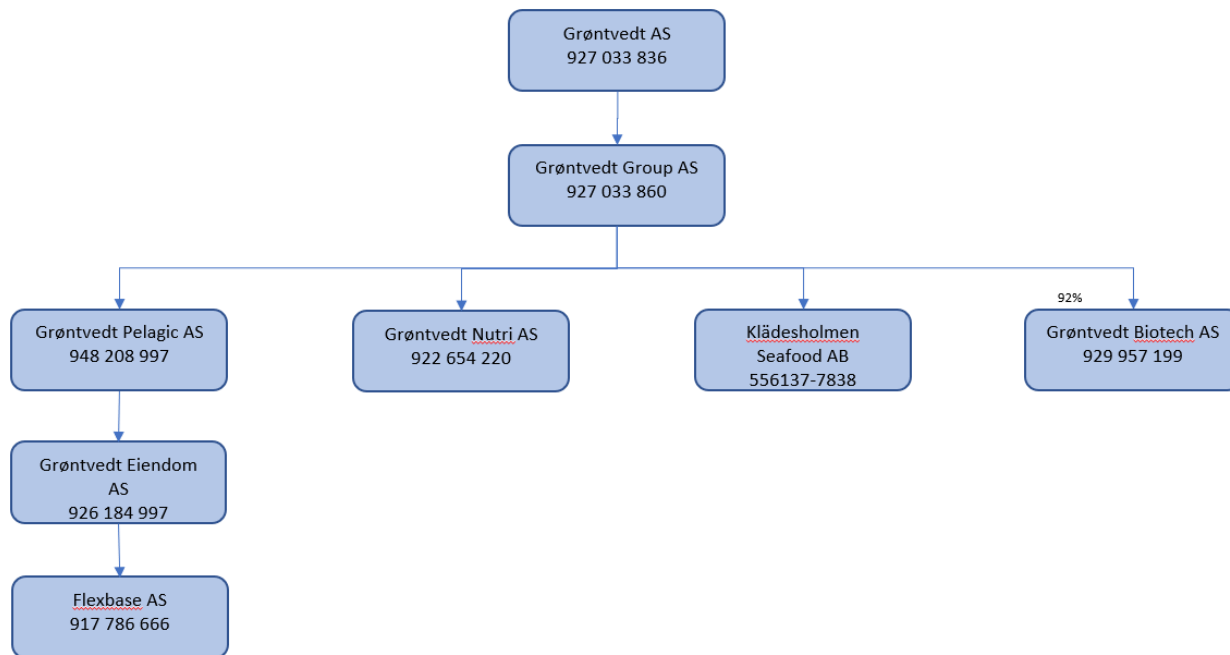 Grøntvedt AS
927 033 836
Grøntvedt Group AS
927 033 860
92%
Grøntvedt Pelagic AS
948 208 997
Grøntvedt Nutri AS
922 654 220
Klädesholmen
Seafood AB
556137-7838
Grøntvedt Biotech AS
929 957 199
Grøntvedt Eiendom
AS
926 184 997
Flexbase AS
917 786 666